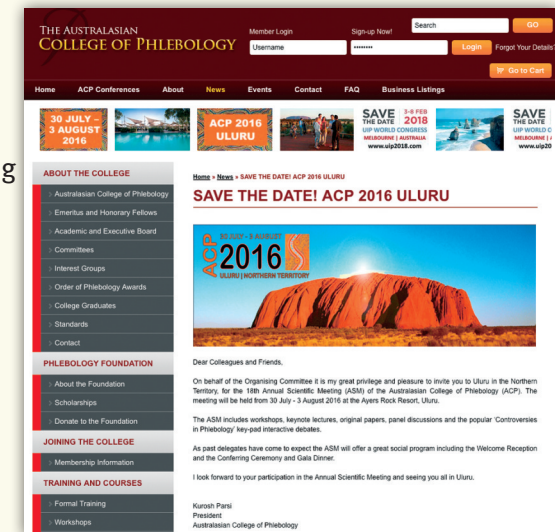 g
THE AUSTRALASIAN
COLLEGE OF PHLEBOLOGY
Member Login
Sign-up Now!
Search
GO
Username
••••••••
Login
Forgot Your Details?
Go to Cart
Home
ACP Conferences
About
News
Events
Contact
FAQ
Business Listings
30 JULY –
3 AUGUST
2016
ACP 2016
ULURU
SAVE
THE DATE
3-8 FEB
2018
UIP WORLD CONGRESS
MELBOURNE | AUSTRALIA
www.uip2018.com
SAVE
THE DATE
UIP WORLD C
MELBOURNE | A
www.uip20
ABOUT THE COLLEGE
Australasian College of Phlebology
Emeritus and Honorary Fellows
Academic and Executive Board
Committees
Interest Groups
Order of Phlebology Awards
College Graduates
Standards
Contact
PHLEBOLOGY FOUNDATION
About the Foundation
Scholarships
Donate to the Foundation
JOINING THE COLLEGE
Membership Information
TRAINING AND COURSES
Formal Training
Workshops
Home » News » SAVE THE DATE! ACP 2016 ULURU
SAVE THE DATE! ACP 2016 ULURU
ACP
30 JULY - 3 AUGUST
2016
ULURU | NORTHERN TERRITORY
Dear Colleagues and Friends,
On behalf of the Organising Committee it is my great privilege and pleasure to invite you to Uluru in the Northern
Territory, for the 18th Annual Scientific Meeting (ASM) of the Australasian College of Phlebology (ACP). The
meeting will be held from 30 July - 3 August 2016 at the Ayers Rock Resort, Uluru.
The ASM includes workshops, keynote lectures, original papers, panel discussions and the popular 'Controversies
in Phlebology' key-pad interactive debates.
As past delegates have come to expect the ASM will offer a great social program including the Welcome Reception
and the Conferring Ceremony and Gala Dinner.
I look forward to your participation in the Annual Scientific Meeting and seeing you all in Uluru.
Kurosh Parsi
President
Australasian College of Phlebology